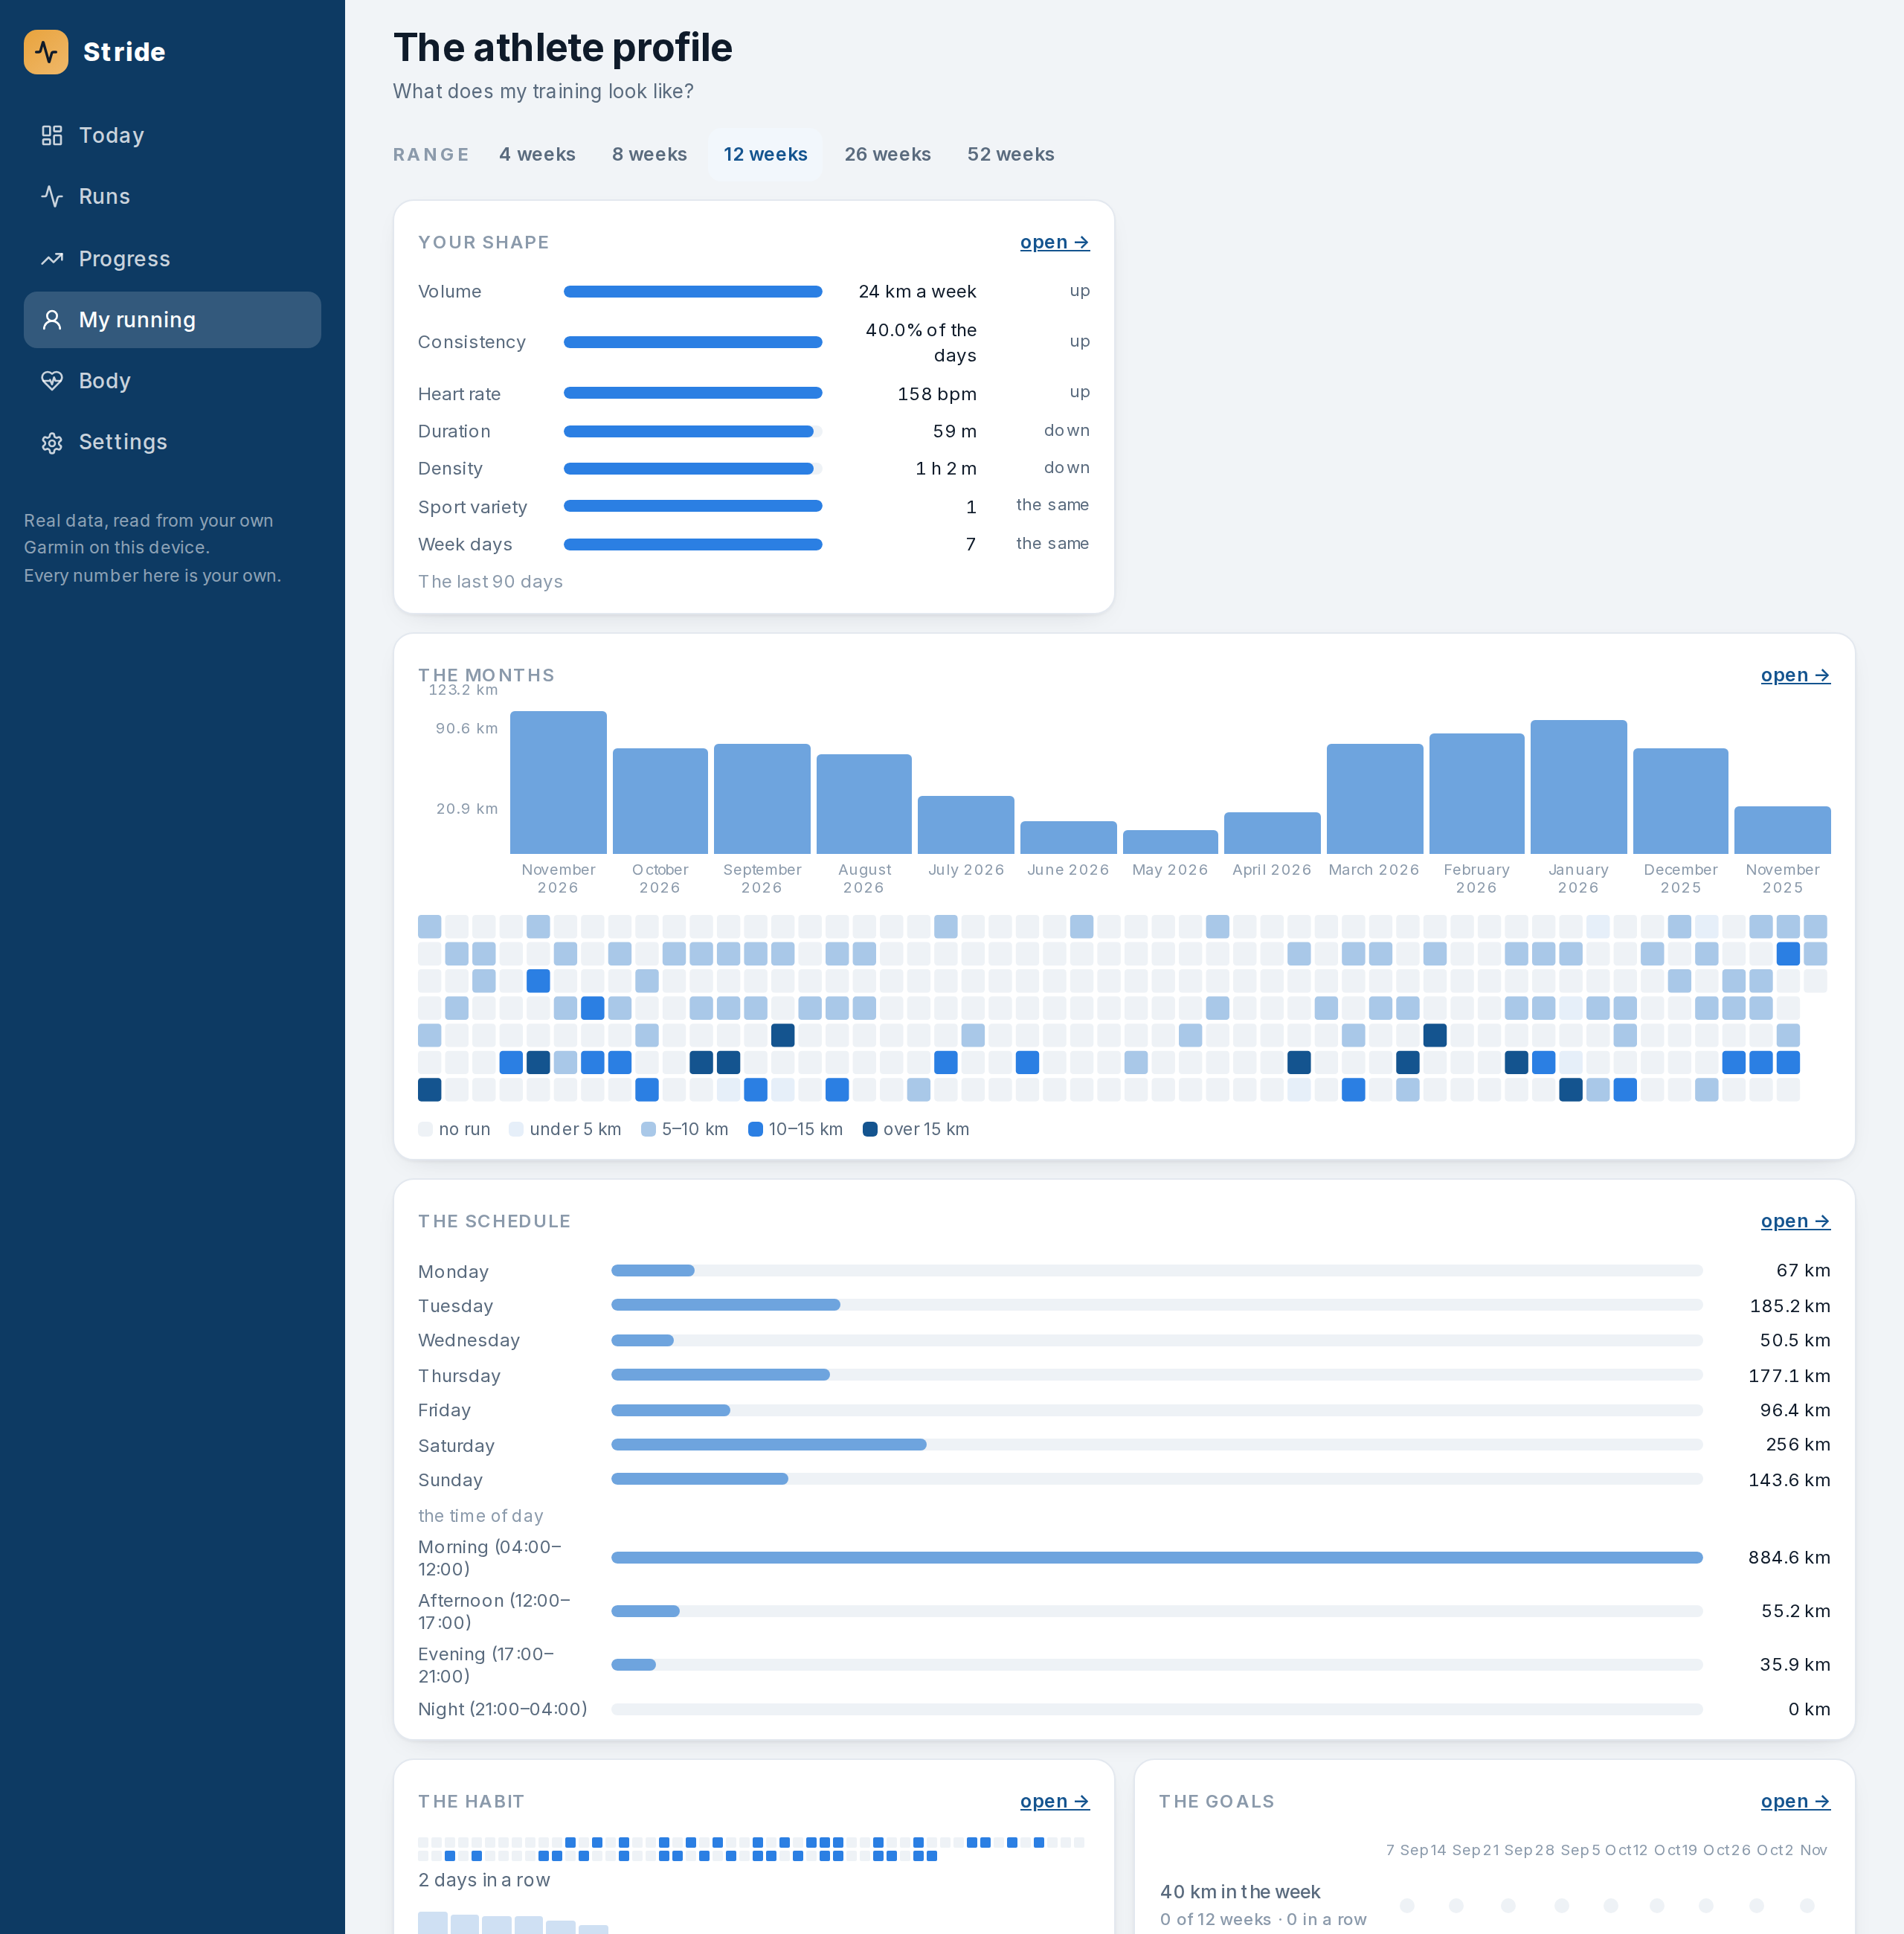 Stride
Today
Runs
Progress
My running
Body
Settings
Real data, read from your own
Garmin on this device.
Every number here is your own.
The athlete profile
What does my training look like?
RANGE 4 weeks 8 weeks 12 weeks 26 weeks 52 weeks
YOUR SHAPE open →
Volume 24 km a week up
Consistency 40.0% of the days up
Heart rate 158 bpm up
Duration 59 m down
Density 1 h 2 m down
Sport variety 1 the same
Week days 7 the same
The last 90 days
THE MONTHS open →
123.2 km
90.6 km
20.9 km
November 2026 October 2026 September 2026 August 2026 July 2026 June 2026 May 2026 April 2026 March 2026 February 2026 January 2026 December 2025 November 2025
no run under 5 km 5–10 km 10–15 km over 15 km
THE SCHEDULE open →
Monday 67 km
Tuesday 185.2 km
Wednesday 50.5 km
Thursday 177.1 km
Friday 96.4 km
Saturday 256 km
Sunday 143.6 km
the time of day
Morning (04:00–12:00) 884.6 km
Afternoon (12:00–17:00) 55.2 km
Evening (17:00–21:00) 35.9 km
Night (21:00–04:00) 0 km
THE HABIT open →
2 days in a row
THE GOALS open →
7 Sep 14 Sep 21 Sep 28 Sep 5 Oct 12 Oct 19 Oct 26 Oct 2 Nov
40 km in the week
0 of 12 weeks · 0 in a row